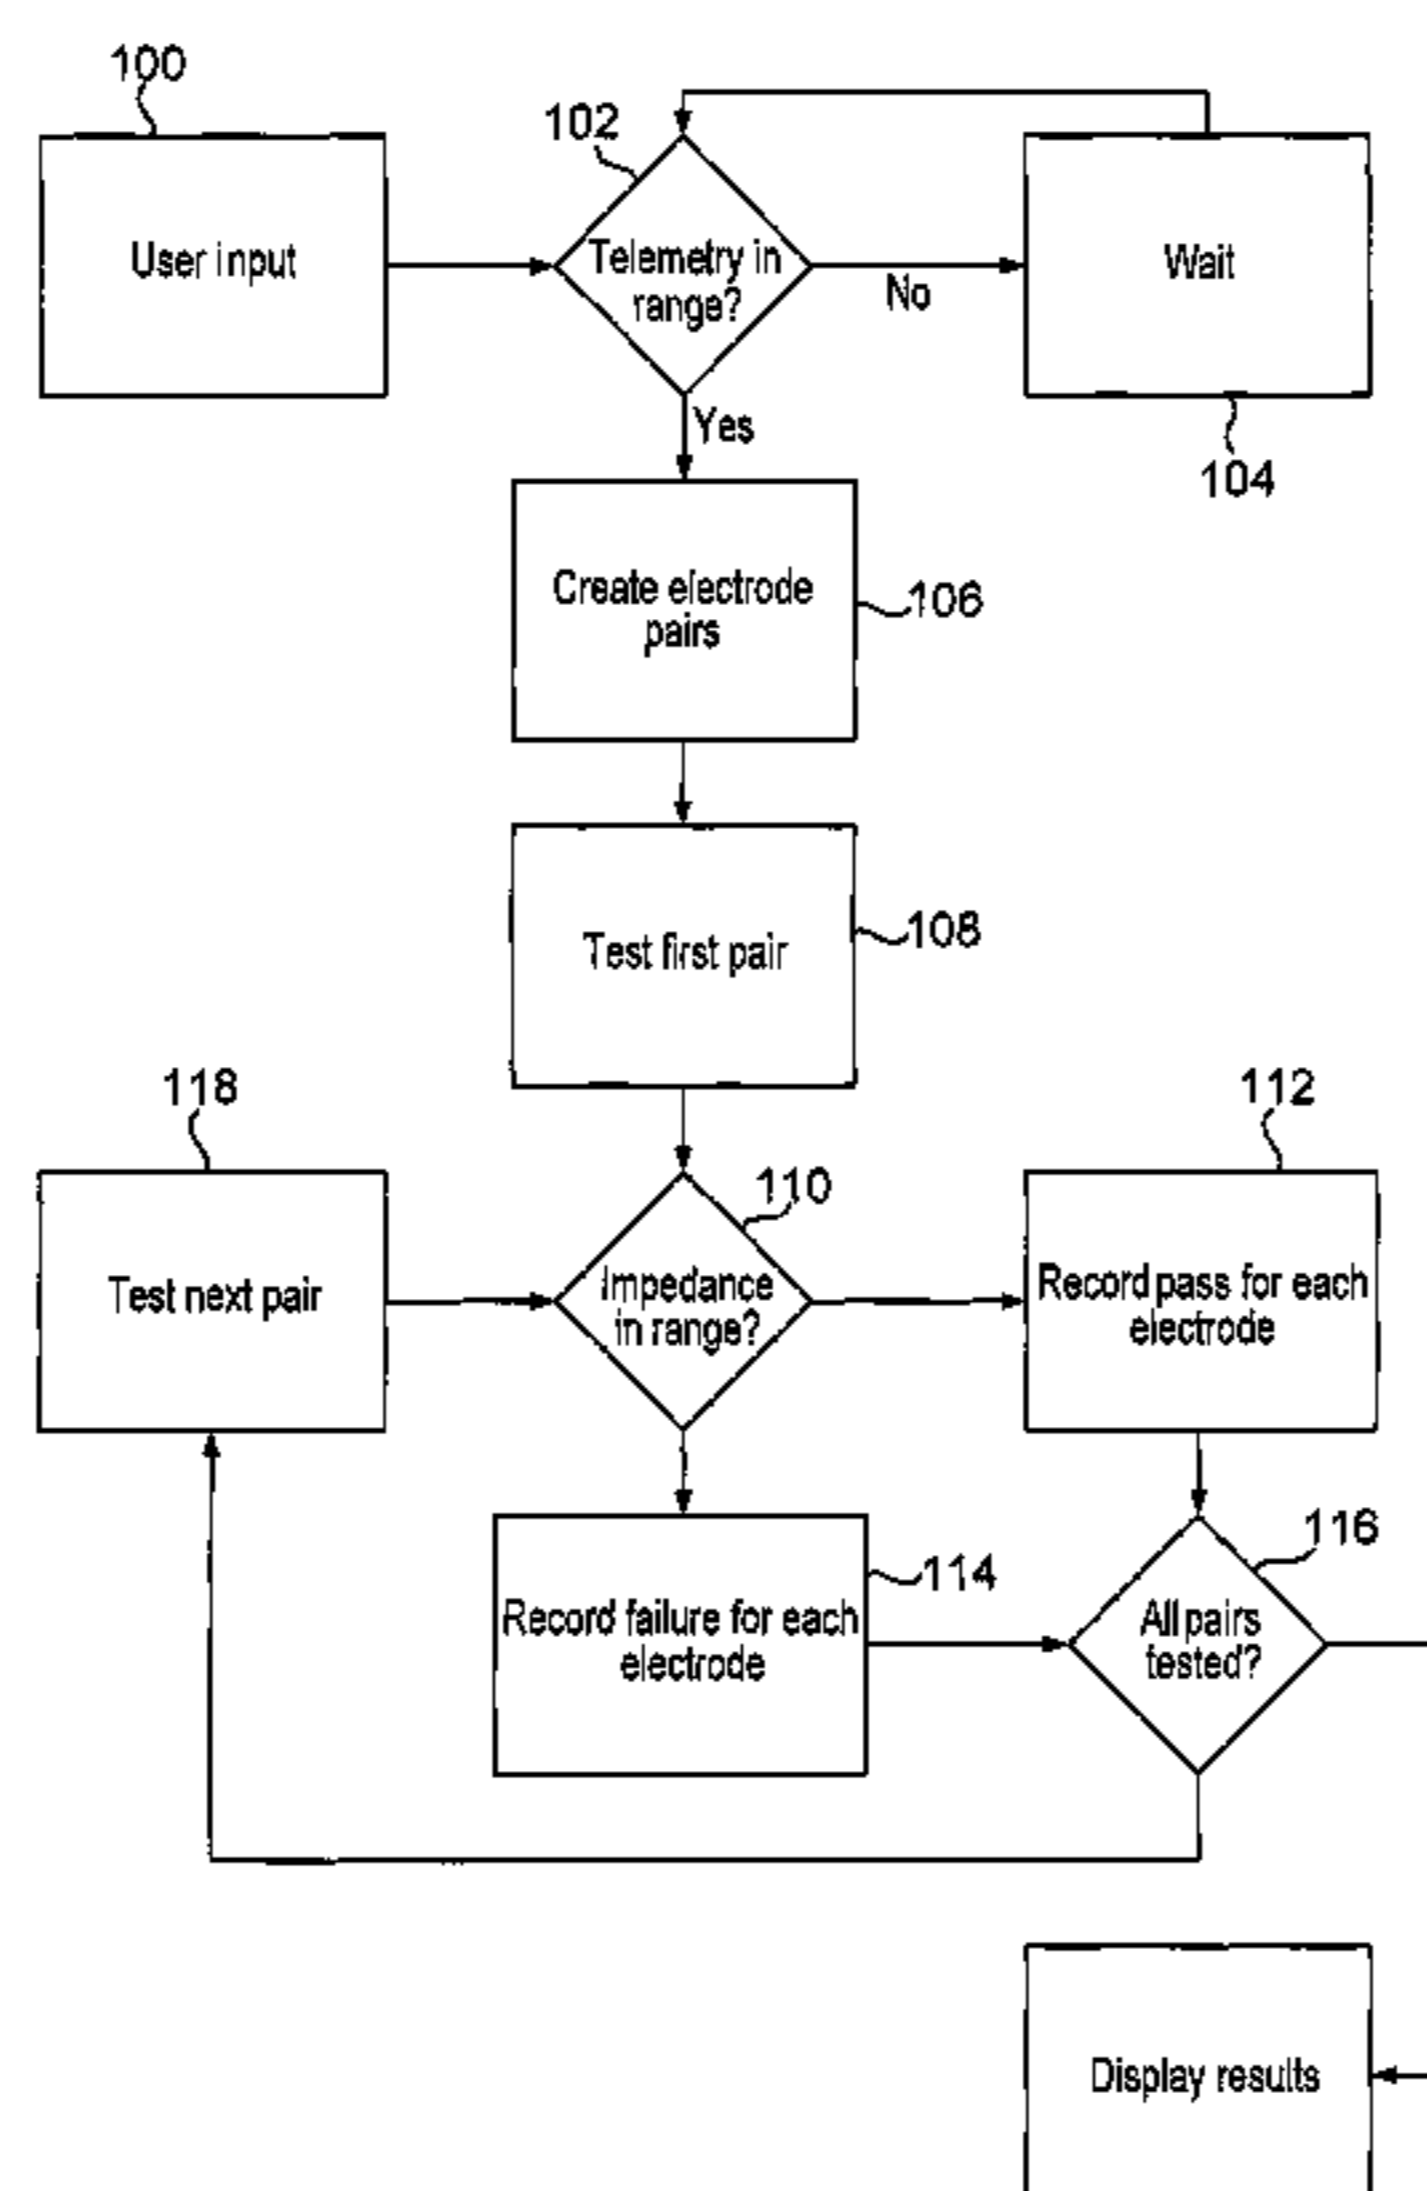 100
102
User input
Telemetry in
range?
No
Wait
Yes
104
Create electrode
pairs
106
Test first pair
108
118
112
110
Test next pair
Impedance
in range?
Record pass for each
electrode
116
114
Record failure for each
electrode
All pairs
tested?
Display results